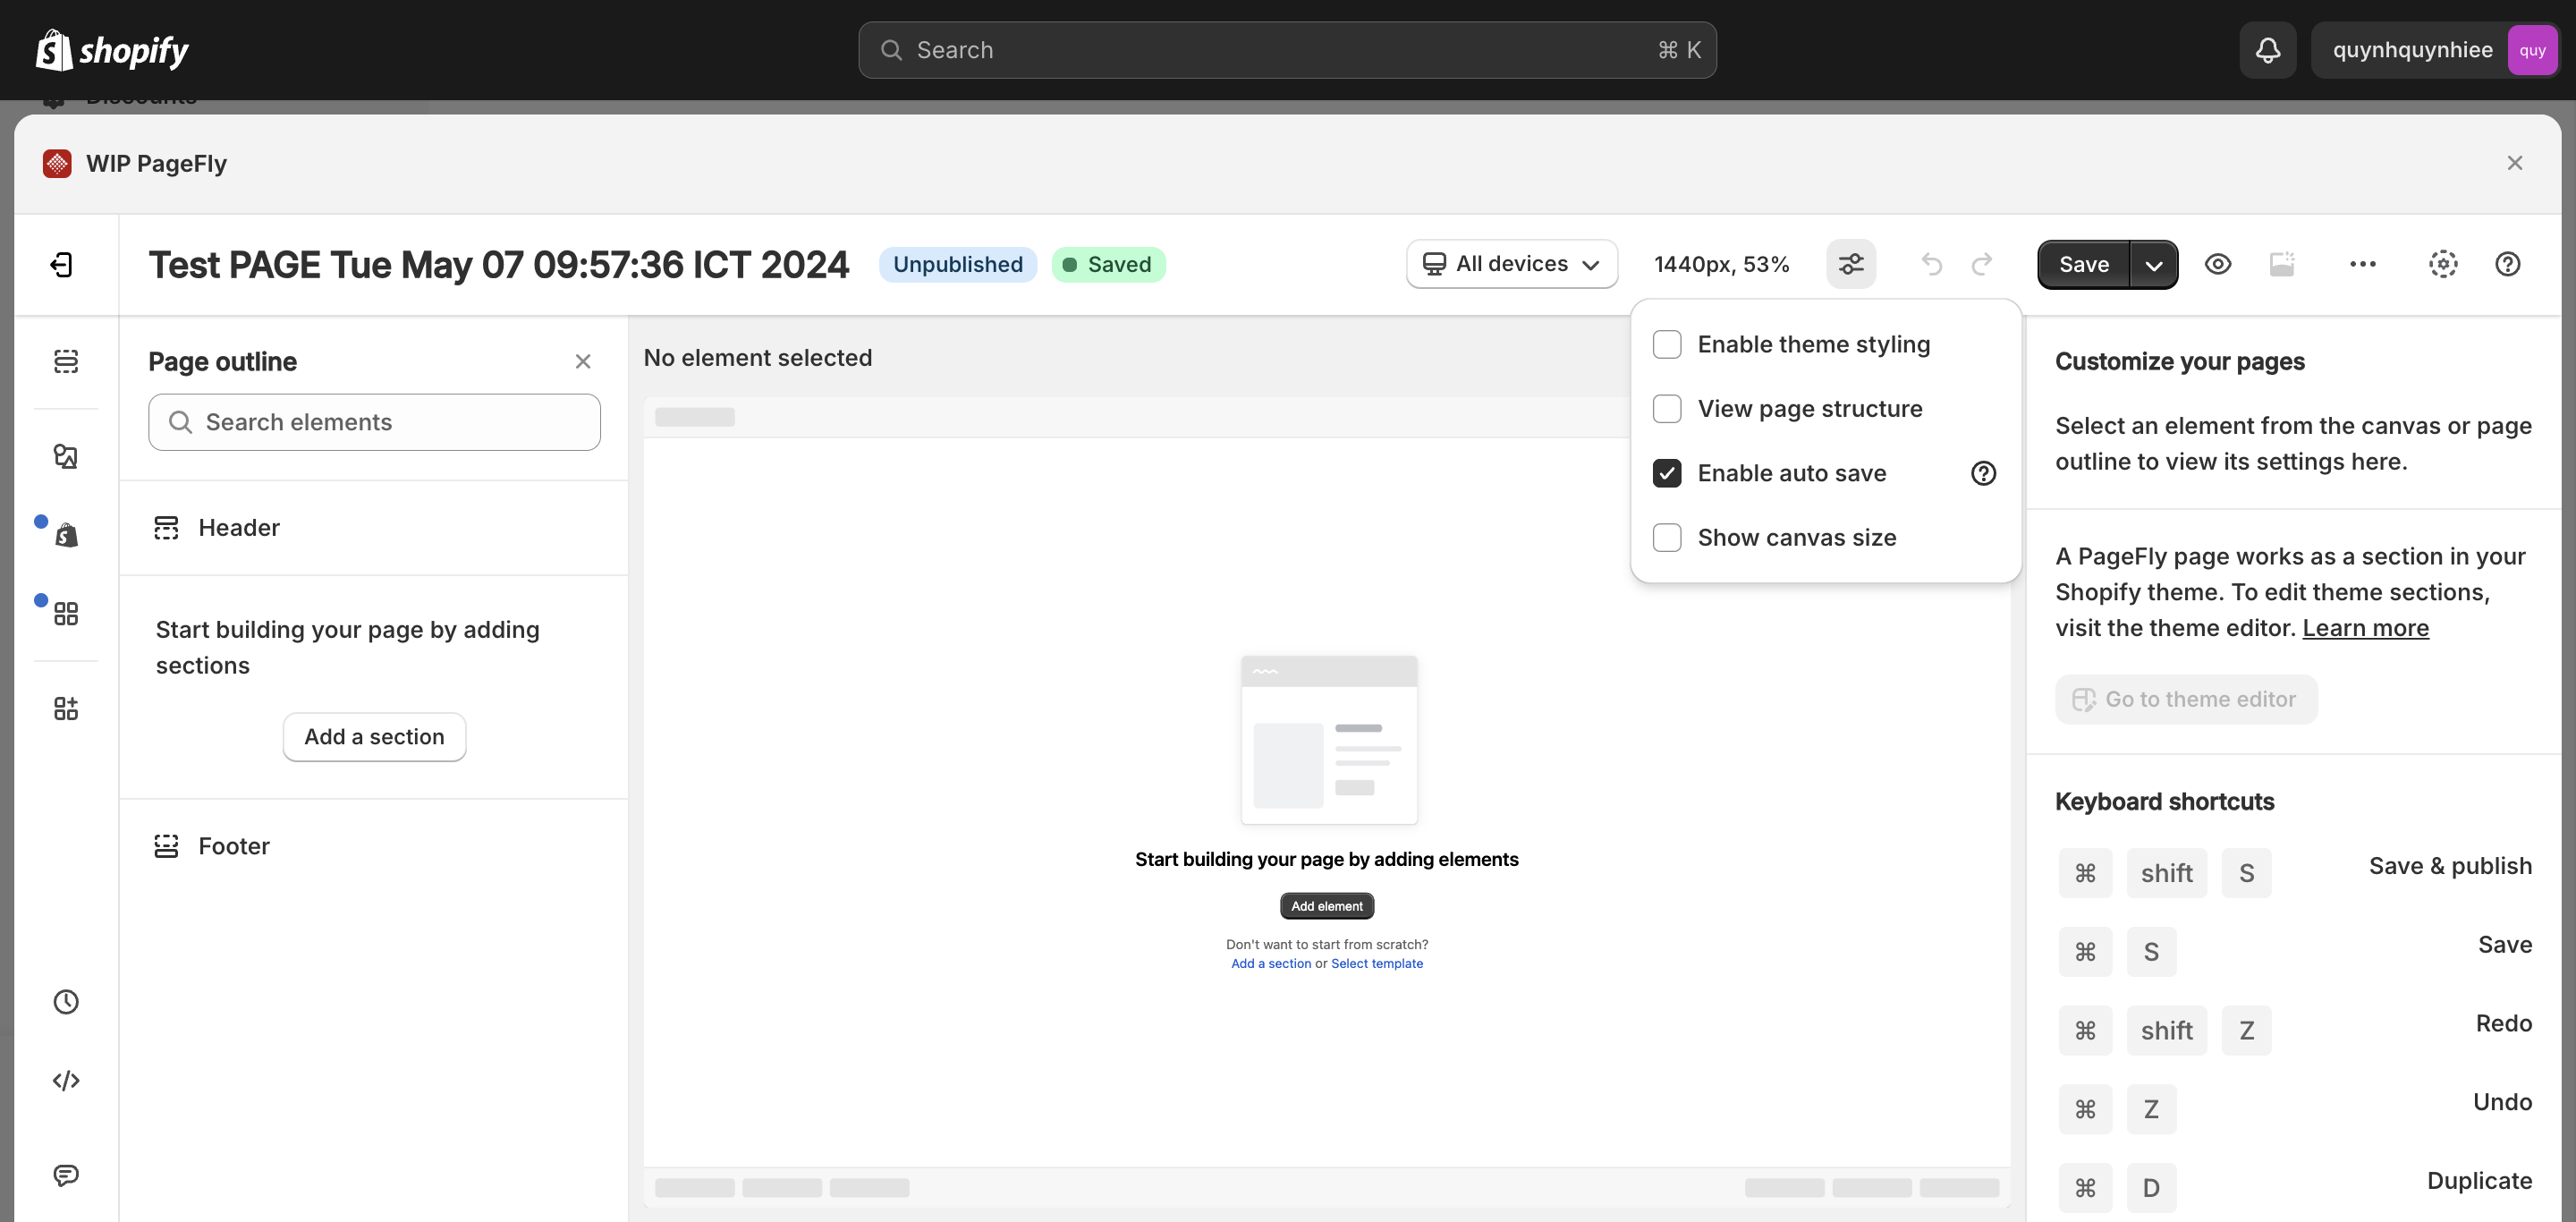 shopify
Search
⌘ K
quynhquynhiee
quy
Discounts
WIP PageFly
Test PAGE Tue May 07 09:57:36 ICT 2024
Unpublished
Saved
All devices
1440px, 53%
Save
Page outline
Search elements
Header
Start building your page by adding
sections
Add a section
Footer
No element selected
Enable theme styling
View page structure
Enable auto save
Show canvas size
Start building your page by adding elements
Add element
Don't want to start from scratch?
Add a section or Select template
Customize your pages
Select an element from the canvas or page
outline to view its settings here.
A PageFly page works as a section in your
Shopify theme. To edit theme sections,
visit the theme editor. Learn more
Go to theme editor
Keyboard shortcuts
⌘ shift S Save & publish
⌘ S Save
⌘ shift Z Redo
⌘ Z Undo
⌘ D Duplicate